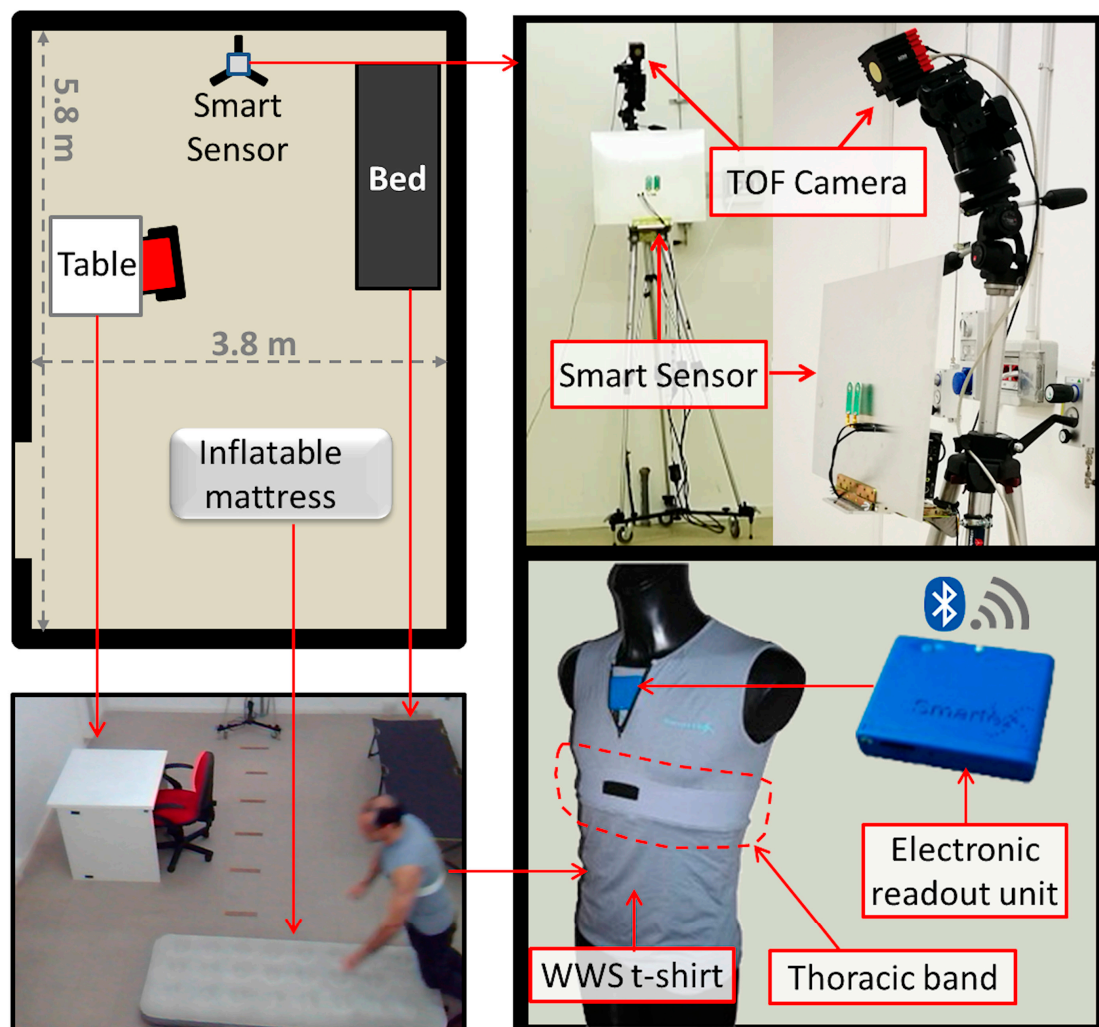 5.8 m
Smart
Sensor
Bed
Table
3.8 m
Inflatable
mattress
TOF Camera
Smart Sensor
Electronic
readout unit
WWS t-shirt
Thoracic band